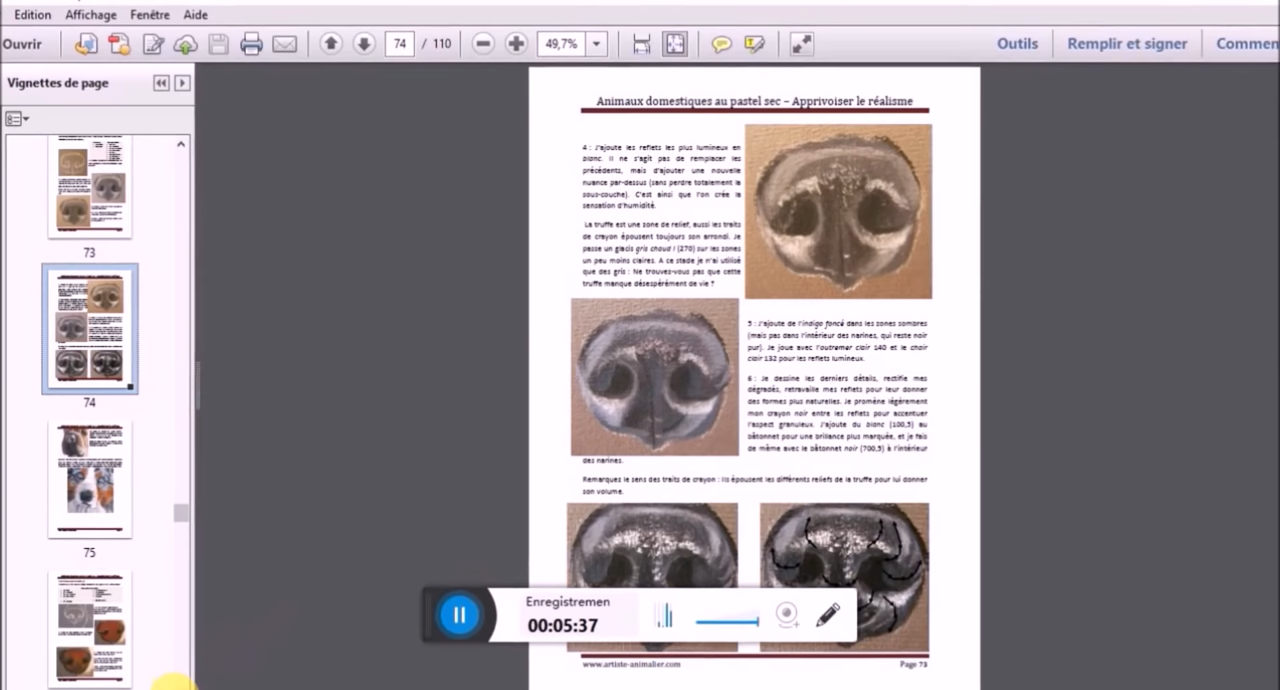 Edition Affichage Fenêtre Aide
Ouvrir 74 / 110 49,7% Outils Remplir et signer Commen
Vignettes de page
73
74
75
Animaux domestiques au pastel sec – Apprivoiser le réalisme
4 : J'ajoute les reflets les plus lumineux en
blanc. Il ne s'agit pas de remplacer les
précédents, mais d'ajouter une nouvelle
nuance par-dessus (sans perdre totalement la
sous-couche). C'est ainsi que l'on crée la
sensation d'humidité.
La truffe est une zone de relief, aussi les traits
de crayon épousent toujours son arrondi. Je
passe un glacis gris chaud I (270) sur les zones
un peu moins claires. A ce stade je n'ai utilisé
que des gris : Ne trouvez-vous pas que cette
truffe manque désespérément de vie ?
5 : J'ajoute de l'indigo foncé dans les zones sombres
(mais pas dans l'intérieur des narines, qui reste noir
pur). Je joue avec l'outremer clair 140 et le chair
clair 132 pour les reflets lumineux.
6 : Je dessine les derniers détails, rectifie mes
dégradés, retravaille mes reflets pour leur donner
des formes plus naturelles. Je promène légèrement
mon crayon noir entre les reflets pour accentuer
l'aspect granuleux. J'ajoute du blanc (100,5) au
bâtonnet pour une brillance plus marquée, et je fais
de même avec le bâtonnet noir (700,5) à l'intérieur
des narines.
Remarquez le sens des traits de crayon : ils épousent les différents reliefs de la truffe pour lui donner
son volume.
Enregistremen
00:05:37
www.artiste-animalier.com Page 73